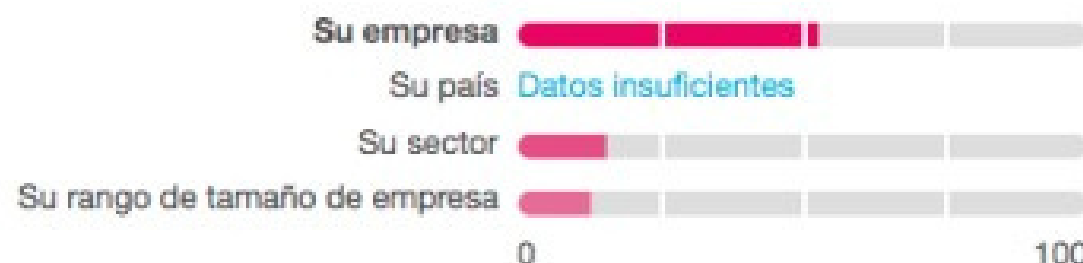 Su empresa
Su país Datos insuficientes
Su sector
Su rango de tamaño de empresa
0 100